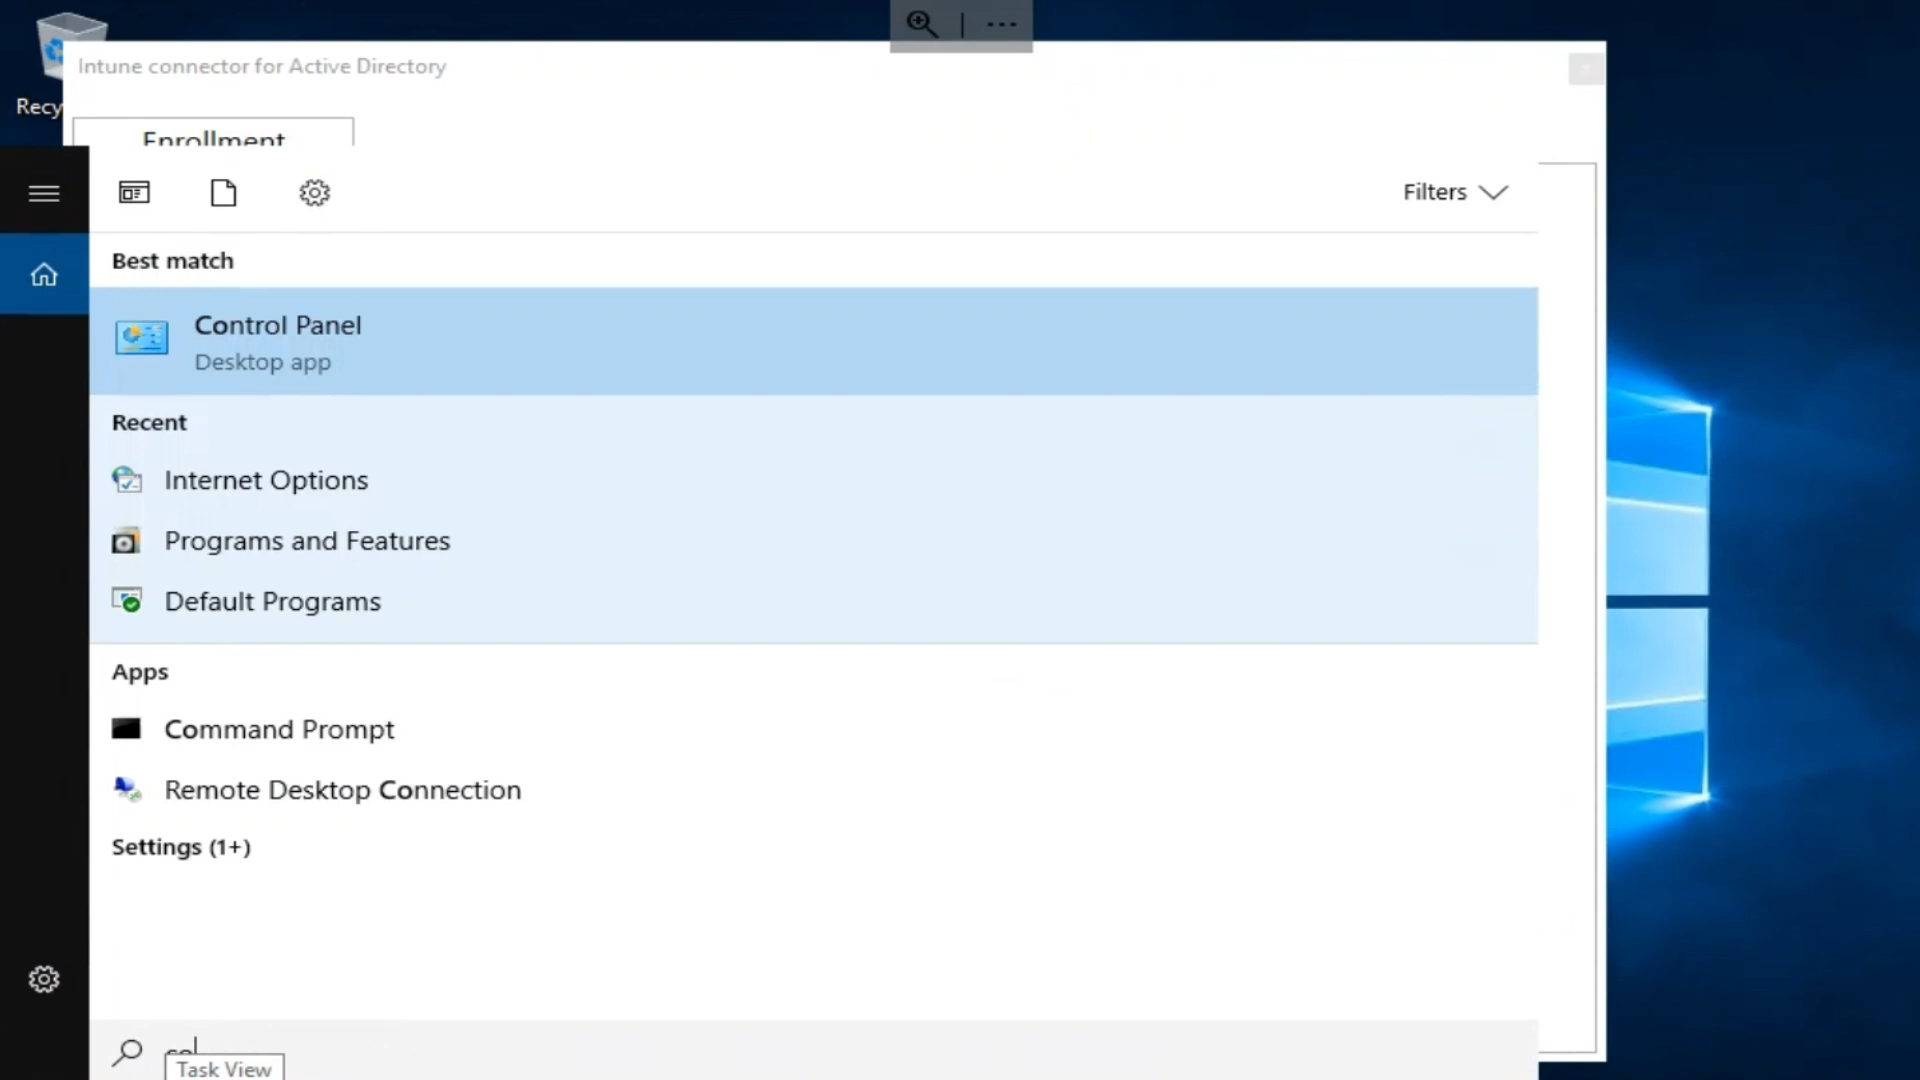 Recy
Intune connector for Active Directory
Enrollment
Filters
Best match
Control Panel
Desktop app
Recent
Internet Options
Programs and Features
Default Programs
Apps
Command Prompt
Remote Desktop Connection
Settings (1+)
co
Task View